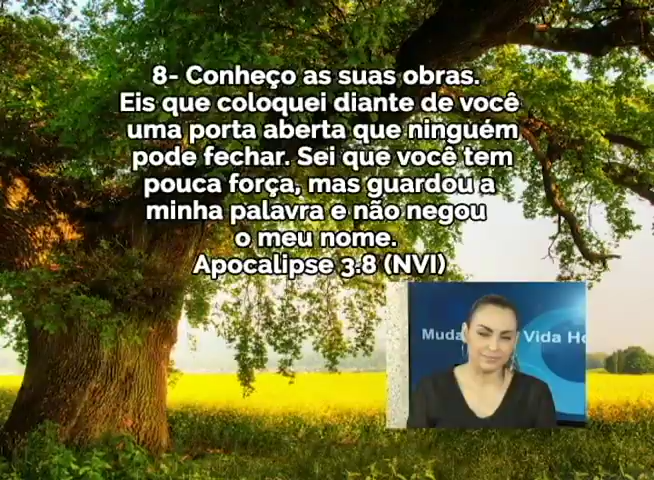 8- Conheço as suas obras.
Eis que coloquei diante de você
uma porta aberta que ninguém
pode fechar. Sei que você tem
pouca força, mas guardou a
minha palavra e não negou
o meu nome.
Apocalipse 3:8 (NVI)
Muda Vida Ho